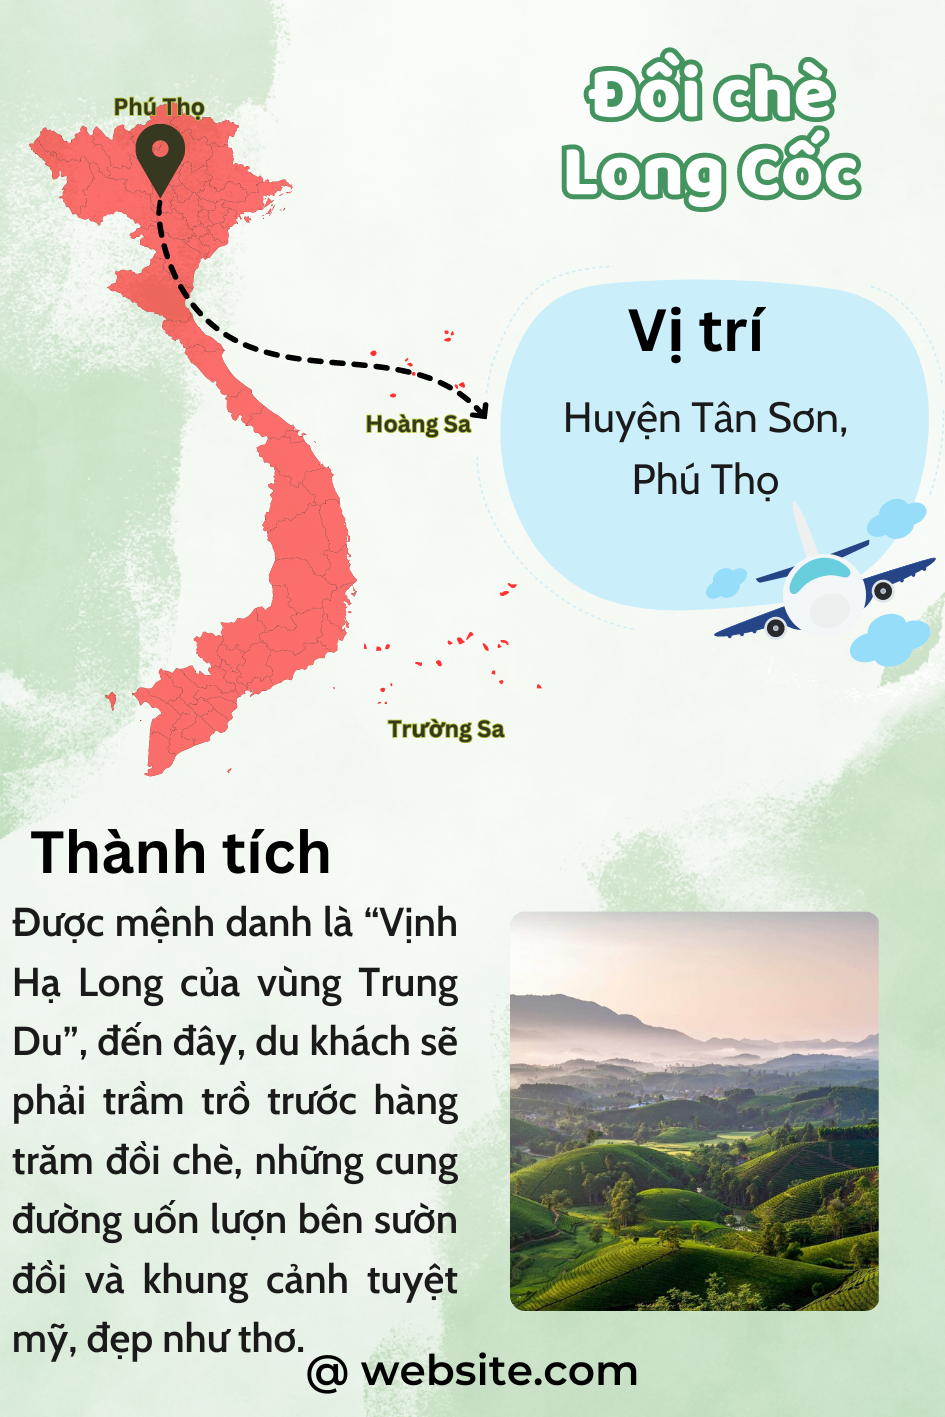 Phú Thọ
Đồi chè
Long Cốc
Vị trí
Huyện Tân Sơn,
Phú Thọ
Hoàng Sa
Trường Sa
Thành tích
Được mệnh danh là “Vịnh
Hạ Long của vùng Trung
Du”, đến đây, du khách sẽ
phải trầm trồ trước hàng
trăm đồi chè, những cung
đường uốn lượn bên sườn
đồi và khung cảnh tuyệt
mỹ, đẹp như thơ.
@ website.com